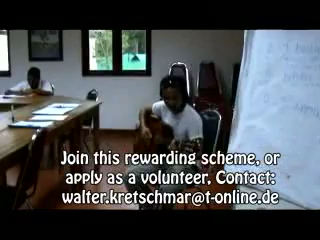 Join this rewarding scheme, or
apply as a volunteer. Contact:
walter.kretschmar@t-online.de